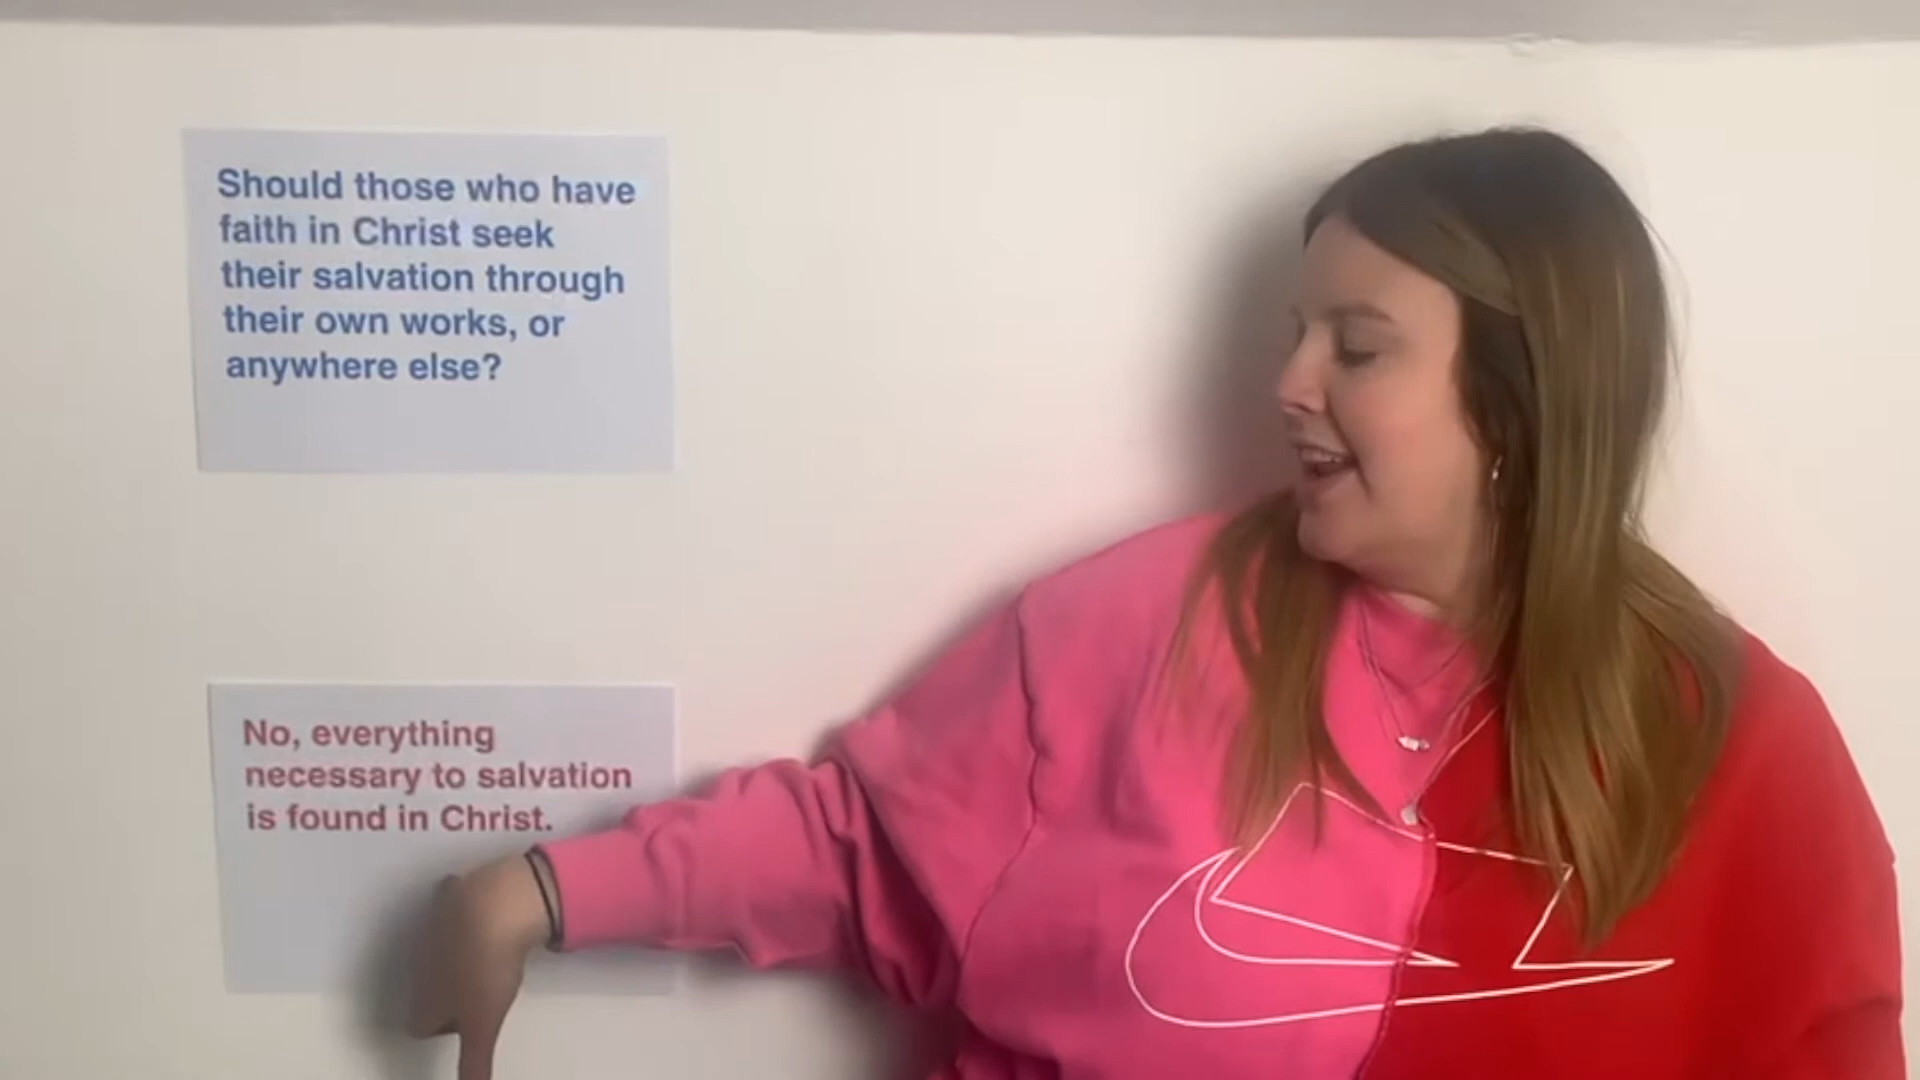 Should those who have
faith in Christ seek
their salvation through
their own works, or
anywhere else?
No, everything
necessary to salvation
is found in Christ.